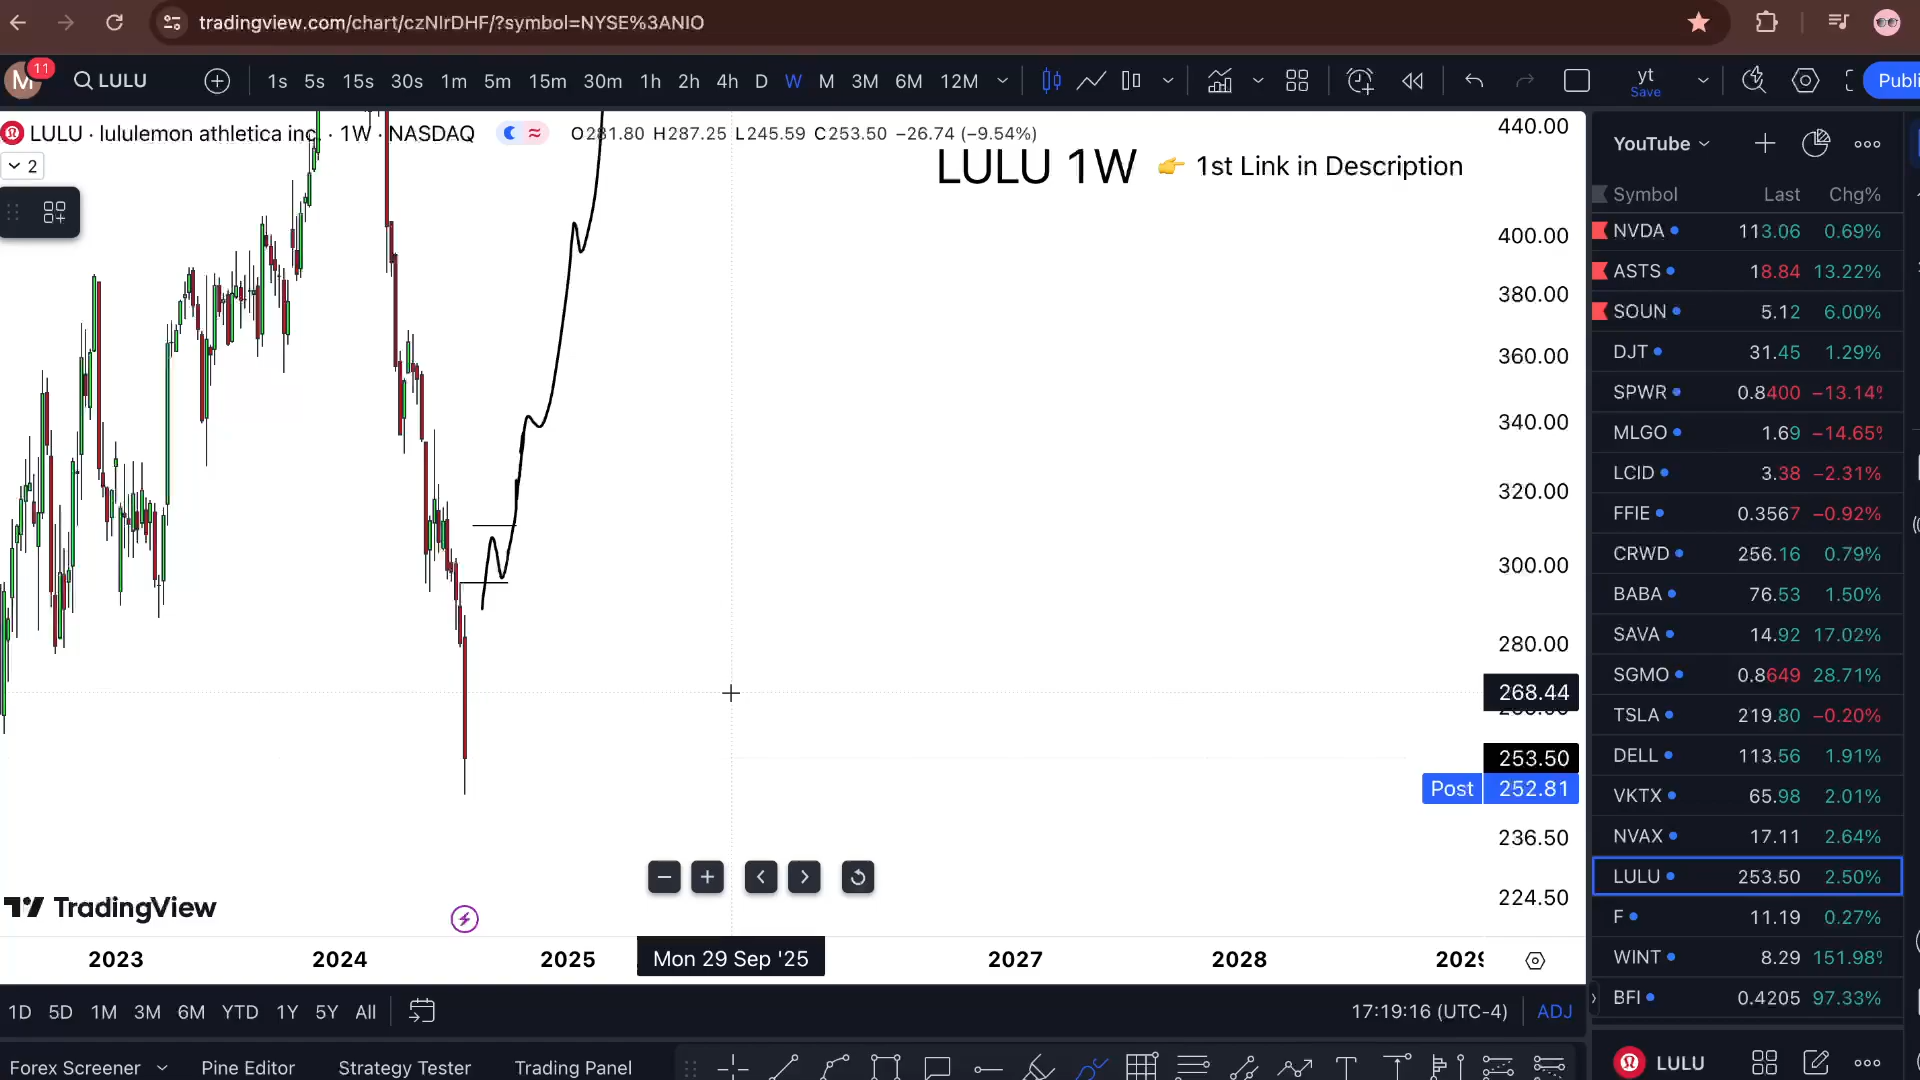 tradingview.com/chart/czNlrDHF/?symbol=NYSE%3ANIO
M 11 LULU 1s 5s 15s 30s 1m 5m 15m 30m 1h 2h 4h D W M 3M 6M 12M yt Save Publi
LULU · lululemon athletica inc. · 1W · NASDAQ O281.80 H287.25 L245.59 C253.50 −26.74 (−9.54%)
2
LULU 1W 👉 1st Link in Description
440.00
400.00
380.00
360.00
340.00
320.00
300.00
280.00
268.44
253.50
Post 252.81
236.50
224.50
TradingView
2023 2024 2025 Mon 29 Sep '25 2027 2028 2029
1D 5D 1M 3M 6M YTD 1Y 5Y All 17:19:16 (UTC-4) ADJ
Forex Screener Pine Editor Strategy Tester Trading Panel
YouTube
Symbol Last Chg%
NVDA 113.06 0.69%
ASTS 18.84 13.22%
SOUN 5.12 6.00%
DJT 31.45 1.29%
SPWR 0.8400 −13.14%
MLGO 1.69 −14.65%
LCID 3.38 −2.31%
FFIE 0.3567 −0.92%
CRWD 256.16 0.79%
BABA 76.53 1.50%
SAVA 14.92 17.02%
SGMO 0.8649 28.71%
TSLA 219.80 −0.20%
DELL 113.56 1.91%
VKTX 65.98 2.01%
NVAX 17.11 2.64%
LULU 253.50 2.50%
F 11.19 0.27%
WINT 8.29 151.98%
BFI 0.4205 97.33%
LULU